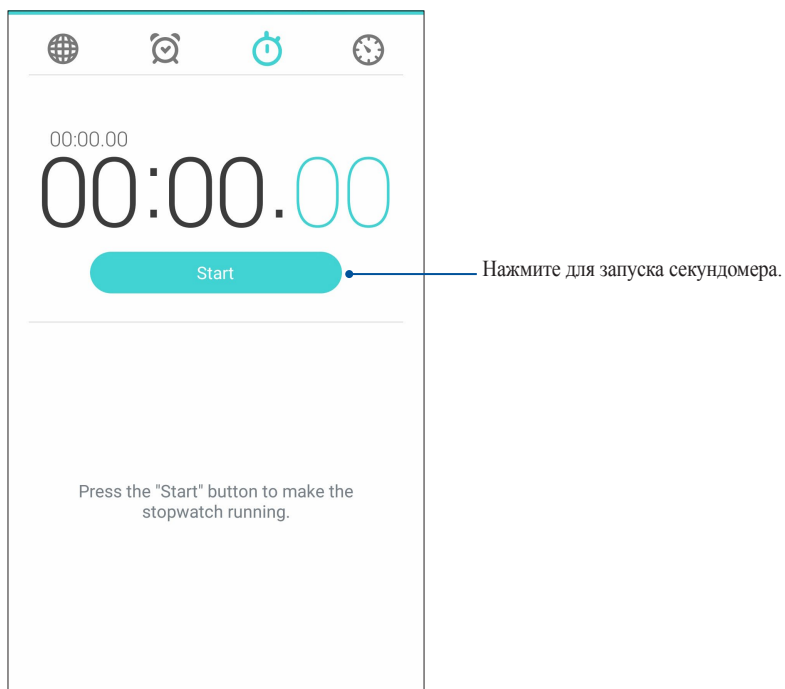 00:00.00
00:00.00
Start
Нажмите для запуска секундомера.
Press the "Start" button to make the
stopwatch running.